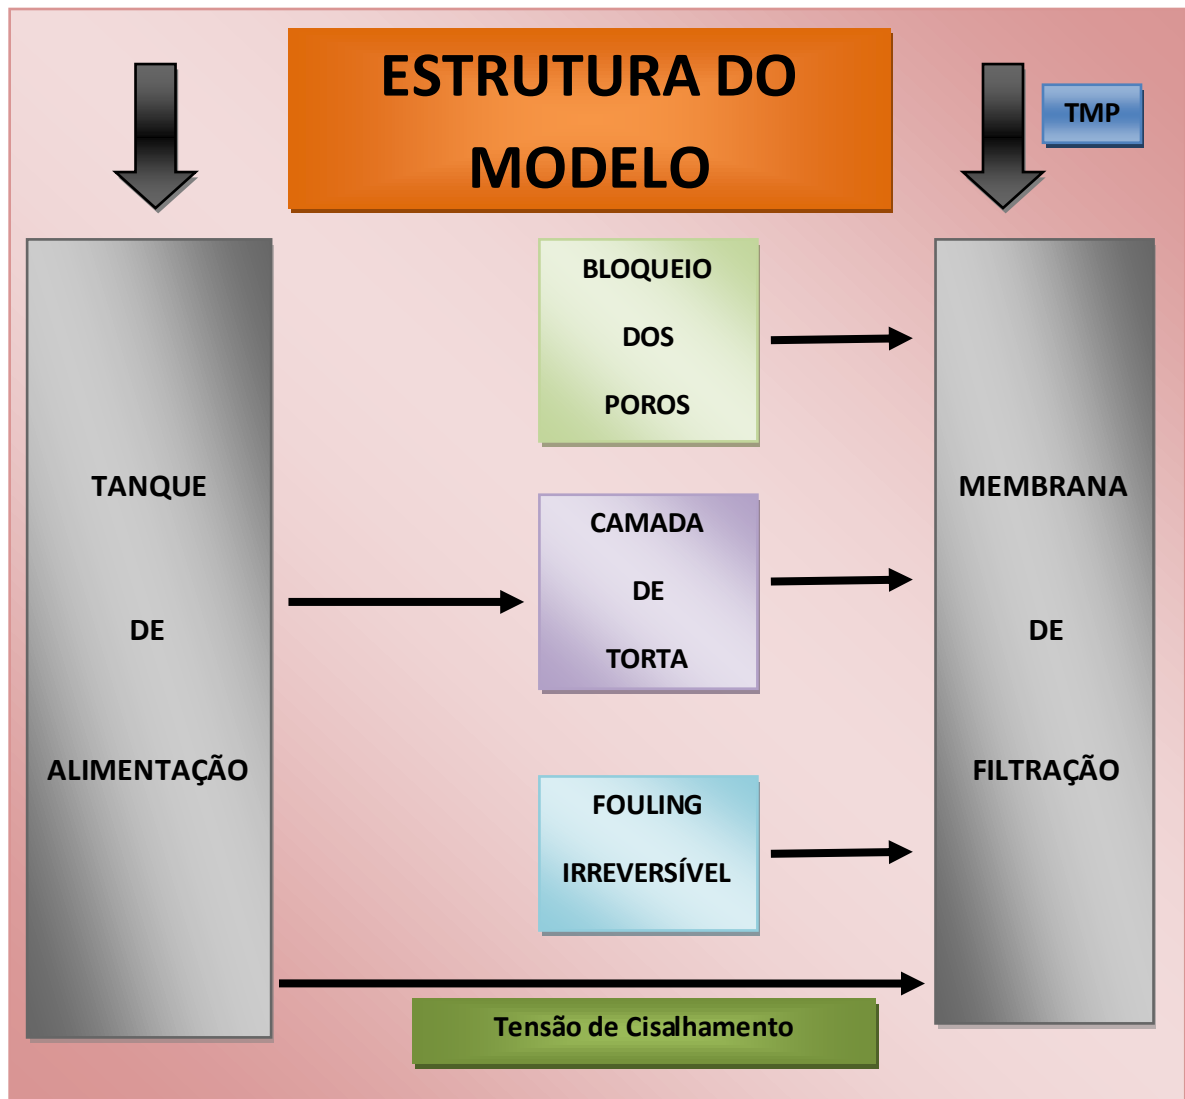 ESTRUTURA DO
MODELO
TMP
TANQUE
DE
ALIMENTAÇÃO
BLOQUEIO
DOS
POROS
CAMADA
DE
TORTA
FOULING
IRREVERSÍVEL
MEMBRANA
DE
FILTRAÇÃO
Tensão de Cisalhamento